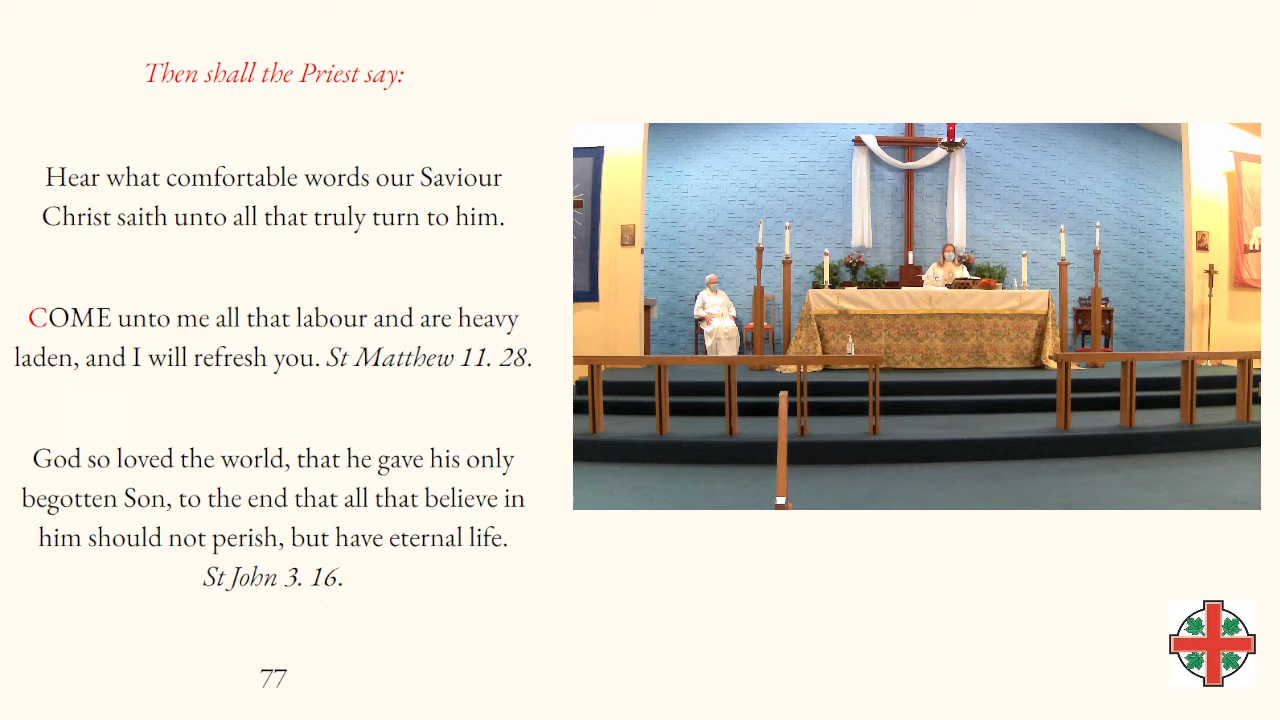 Then shall the Priest say:
Hear what comfortable words our Saviour
Christ saith unto all that truly turn to him.
COME unto me all that labour and are heavy
laden, and I will refresh you. St Matthew 11. 28.
God so loved the world, that he gave his only
begotten Son, to the end that all that believe in
him should not perish, but have eternal life.
St John 3. 16.
77